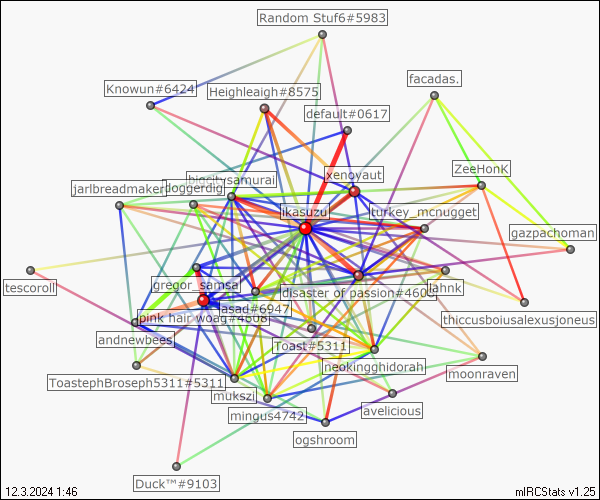 Random Stuf6#5983
facadas.
Knowun#6424
Heighleaigh#8575
default#0617
xenoyaut
ZeeHonK
bigcitysamurai
jarlbreadmaker
doggerdig
ikasuzu
turkey_mcnugget
gazpachoman
tescoroll
gregor_samsa
disaster of passion#4603
lahnk
asad#6947
thiccusboiusalexusjoneus
pink hair woag#4608
andnewbees
Toast#5311
neokingghidorah
moonraven
ToastephBroseph5311#5311
mukszi
mingus4742
avelicious
ogshroom
Duck™#9103
12.3.2024 1:46
mIRCStats v1.25